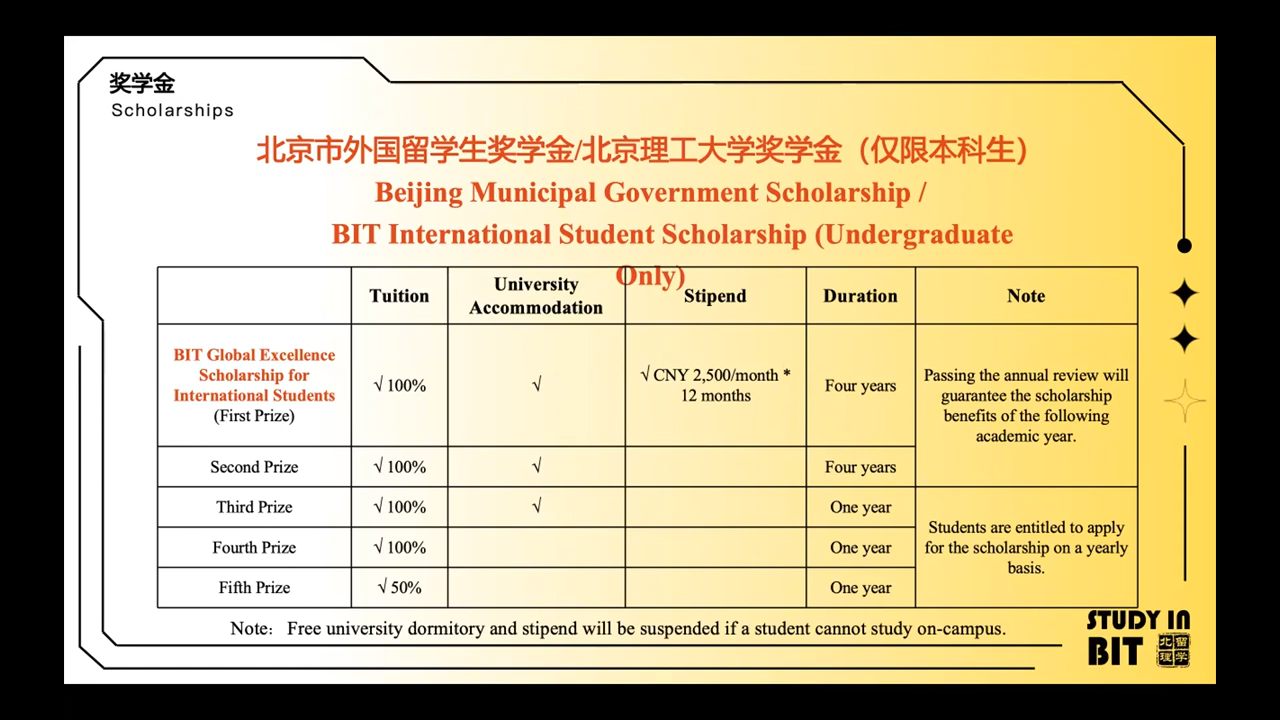 奖学金
Scholarships
北京市外国留学生奖学金/北京理工大学奖学金（仅限本科生）
Beijing Municipal Government Scholarship /
BIT International Student Scholarship (Undergraduate
Only)
Tuition
University
Accommodation
Stipend
Duration
Note
BIT Global Excellence
Scholarship for
International Students
(First Prize)
√ 100%
√
√ CNY 2,500/month *
12 months
Four years
Passing the annual review will
guarantee the scholarship
benefits of the following
academic year.
Second Prize
√ 100%
√
Four years
Third Prize
√ 100%
√
One year
Students are entitled to apply
for the scholarship on a yearly
basis.
Fourth Prize
√ 100%
One year
Fifth Prize
√ 50%
One year
Note： Free university dormitory and stipend will be suspended if a student cannot study on-campus.
STUDY IN
BIT
北 留
理 学